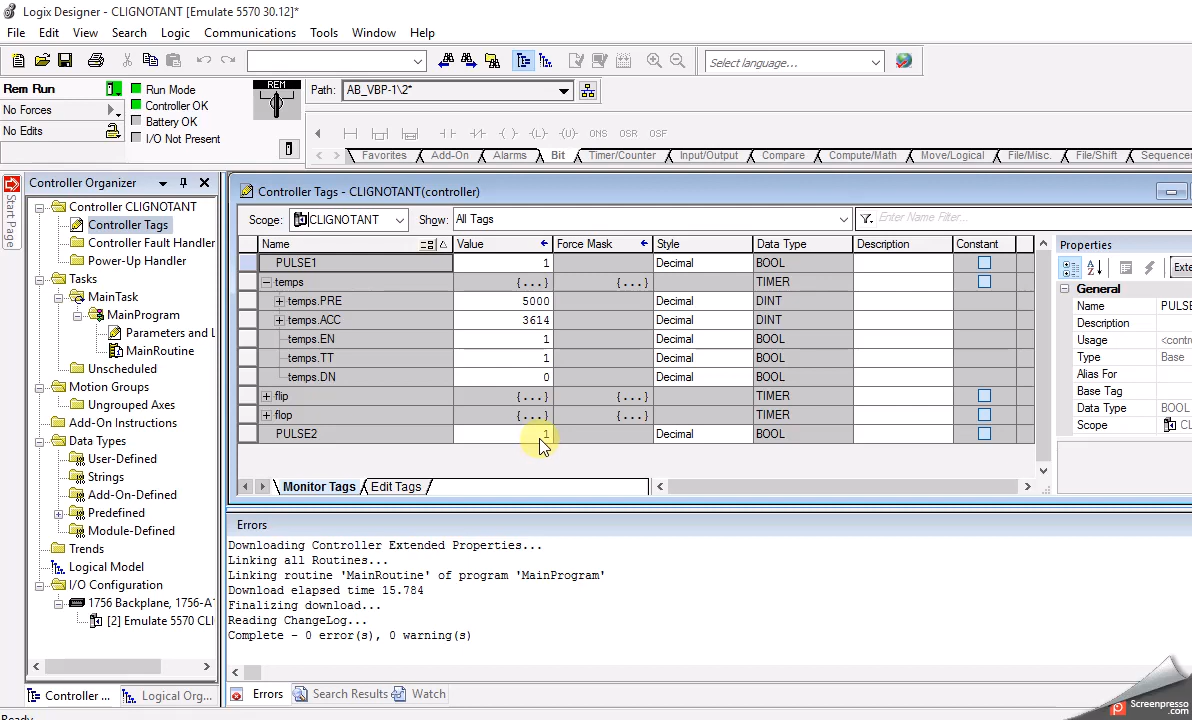 Logix Designer - CLIGNOTANT [Emulate 5570 30.12]*
File Edit View Search Logic Communications Tools Window Help
Select language...
Rem Run
Run Mode
REM
Path: AB_VBP-1\2*
No Forces
Controller OK
Battery OK
No Edits
I/O Not Present
(L) (U) ONS OSR OSF
Favorites Add-On Alarms Bit Timer/Counter Input/Output Compare Compute/Math Move/Logical File/Misc. File/Shift Sequencer
Start Page
Controller Organizer
Controller CLIGNOTANT
Controller Tags
Controller Fault Handler
Power-Up Handler
Tasks
MainTask
MainProgram
Parameters and L
MainRoutine
Unscheduled
Motion Groups
Ungrouped Axes
Add-On Instructions
Data Types
User-Defined
Strings
Add-On-Defined
Predefined
Module-Defined
Trends
Logical Model
I/O Configuration
1756 Backplane, 1756-A
[2] Emulate 5570 CLI
Controller ... Logical Org...
Controller Tags - CLIGNOTANT(controller)
Scope: CLIGNOTANT Show: All Tags Enter Name Filter...
Name Value Force Mask Style Data Type Description Constant
PULSE1 1 Decimal BOOL
temps {...} {...} TIMER
temps.PRE 5000 Decimal DINT
temps.ACC 3614 Decimal DINT
temps.EN 1 Decimal BOOL
temps.TT 1 Decimal BOOL
temps.DN 0 Decimal BOOL
flip {...} {...} TIMER
flop {...} {...} TIMER
PULSE2 1 Decimal BOOL
Monitor Tags Edit Tags
Properties
Exte
General
Name PULSE
Description
Usage <contr
Type Base
Alias For
Base Tag
Data Type BOOL
Scope CL
Errors
Downloading Controller Extended Properties...
Linking all Routines...
Linking routine 'MainRoutine' of program 'MainProgram'
Download elapsed time 15.784
Finalizing download...
Reading ChangeLog...
Complete - 0 error(s), 0 warning(s)
Errors Search Results Watch
Ready
Screenpresso
.com